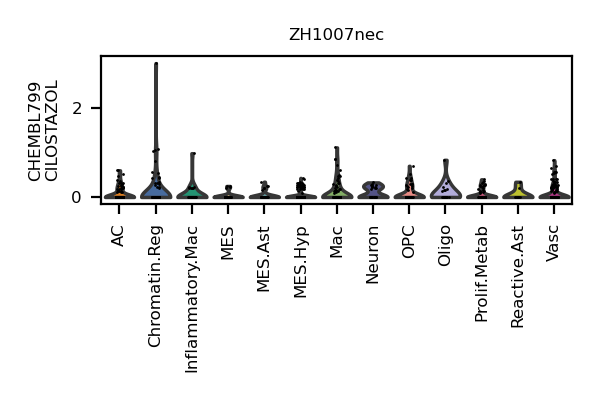 ZH1007nec
CHEMBL799
CILOSTAZOL
2
0
AC
Chromatin.Reg
Inflammatory.Mac
MES
MES.Ast
MES.Hyp
Mac
Neuron
OPC
Oligo
Prolif.Metab
Reactive.Ast
Vasc